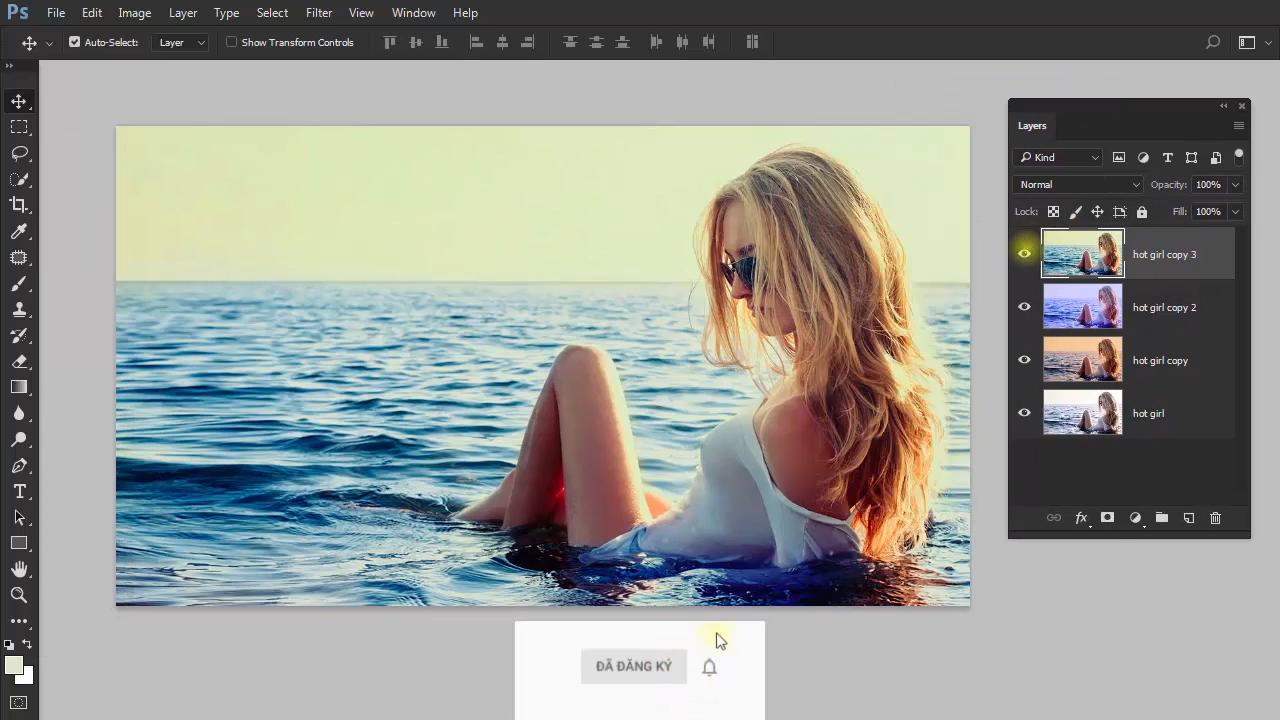 Ps File Edit Image Layer Type Select Filter 3D View Window Help
Auto-Select: Layer Show Transform Controls
Layers
Kind
Normal Opacity: 100%
Lock: Fill: 100%
hot girl copy 3
hot girl copy 2
hot girl copy
hot girl
ĐÃ ĐĂNG KÝ